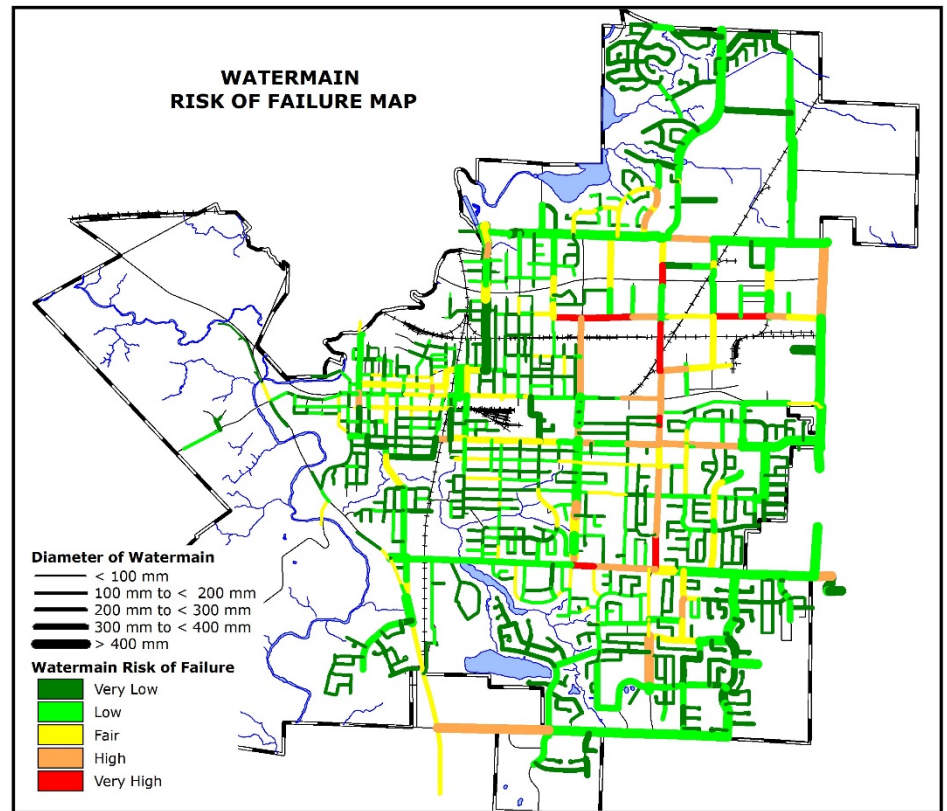 WATERMAIN
RISK OF FAILURE MAP
Diameter of Watermain
< 100 mm
100 mm to < 200 mm
200 mm to < 300 mm
300 mm to < 400 mm
> 400 mm
Watermain Risk of Failure
Very Low
Low
Fair
High
Very High